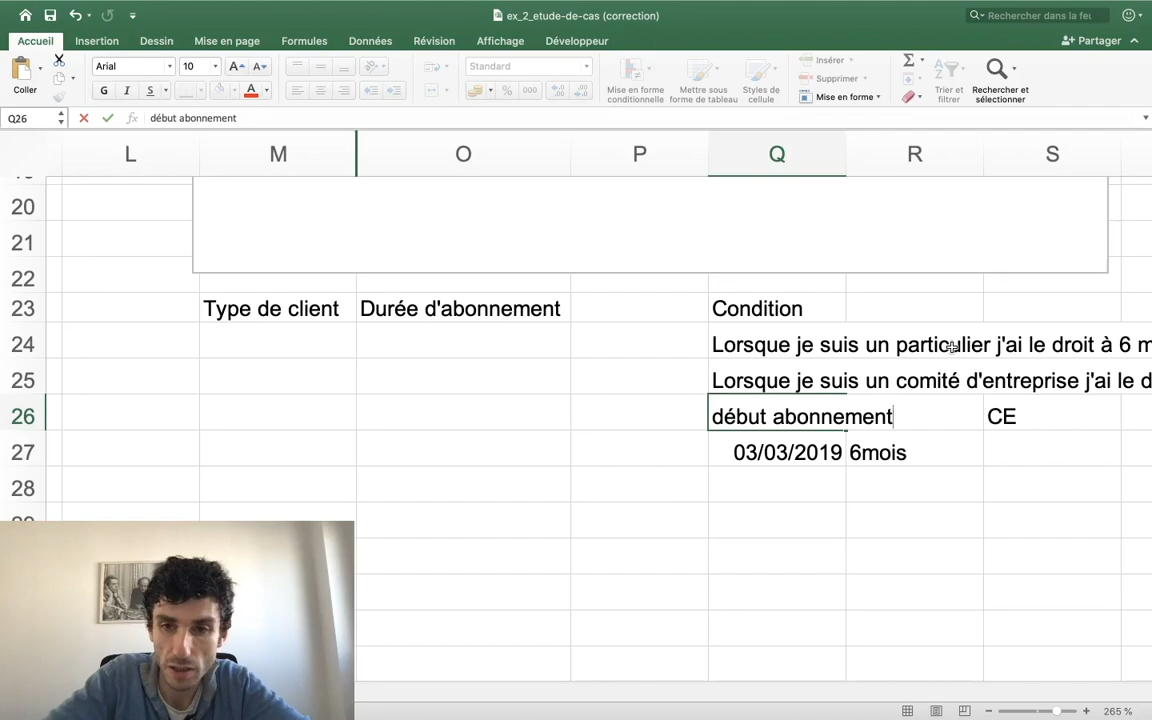 ex_2_etude-de-cas (correction)
Rechercher dans la feu
Accueil Insertion Dessin Mise en page Formules Données Révision Affichage Développeur
Partager
Coller
Arial 10
A A
G I S A
Standard
% 000
Mise en forme conditionnelle
Mettre sous forme de tableau
Styles de cellule
Insérer
Supprimer
Mise en forme
Trier et filtrer
Rechercher et sélectionner
Q26 fx début abonnement
L M O P Q R S
20
21
22
23 Type de client Durée d'abonnement Condition
24 Lorsque je suis un particulier j'ai le droit à 6 m
25 Lorsque je suis un comité d'entreprise j'ai le d
26 début abonnement CE
27 03/03/2019 6mois
28
265 %